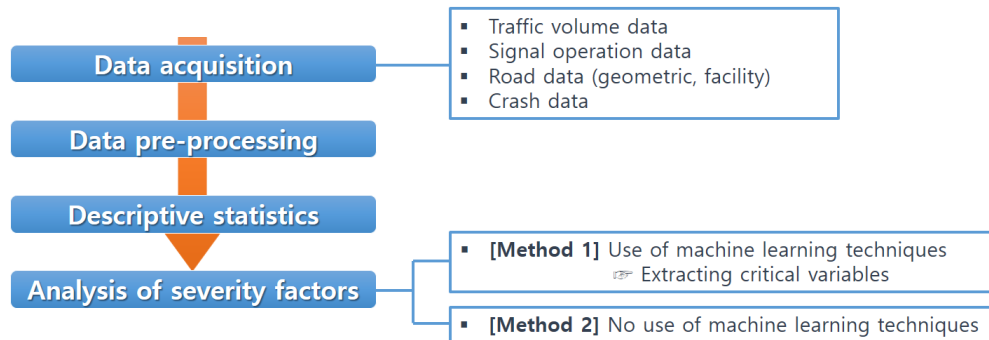 Data acquisition
▪ Traffic volume data
▪ Signal operation data
▪ Road data (geometric, facility)
▪ Crash data
Data pre-processing
Descriptive statistics
Analysis of severity factors
▪ [Method 1] Use of machine learning techniques
☞ Extracting critical variables
▪ [Method 2] No use of machine learning techniques